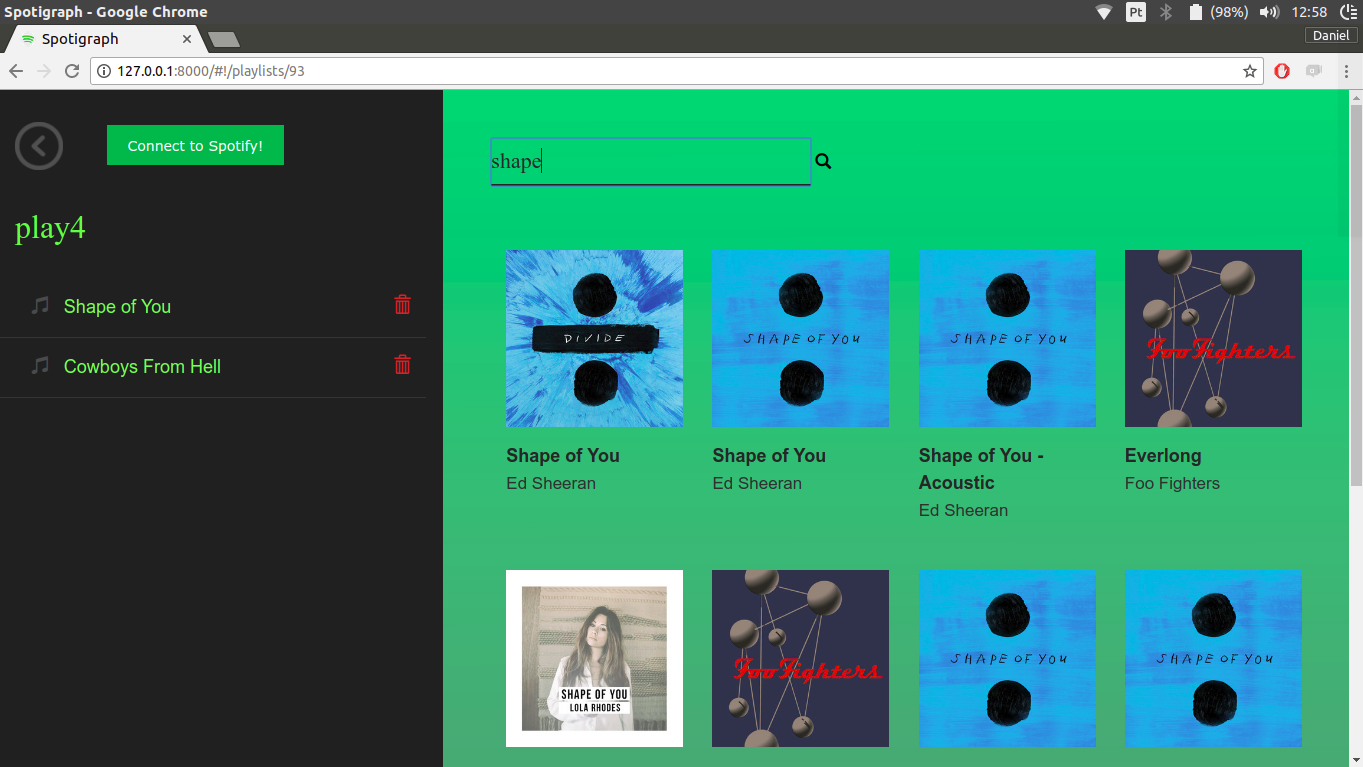 Spotigraph - Google Chrome
Pt (98%) 12:58
Spotigraph
Daniel
127.0.0.1:8000/#!/playlists/93
Connect to Spotify!
play4
Shape of You
Cowboys From Hell
shape
DIVIDE
SHAPE OF YOU
SHAPE OF YOU
Foo Fighters
Shape of You
Ed Sheeran
Shape of You
Ed Sheeran
Shape of You -
Acoustic
Ed Sheeran
Everlong
Foo Fighters
SHAPE OF YOU
LOLA RHODES
Foo Fighters
SHAPE OF YOU
SHAPE OF YOU